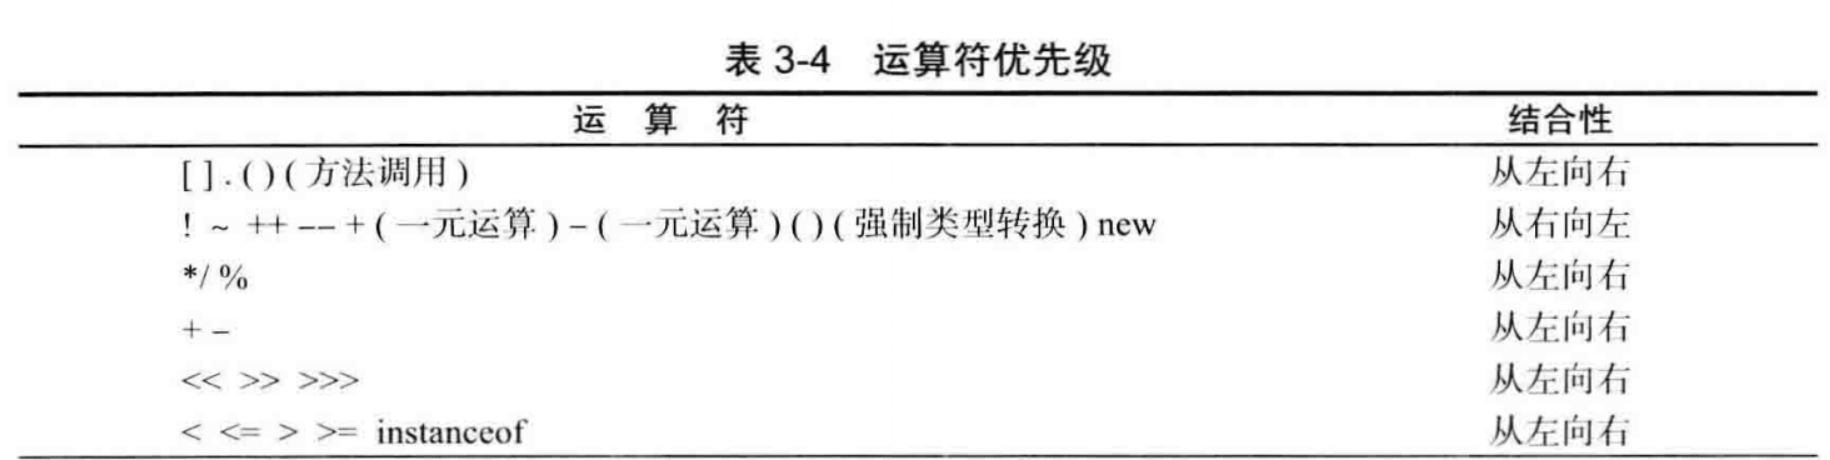 表 3-4 运算符优先级
运 算 符 结合性
[ ] . ( ) ( 方法调用 ) 从左向右
! ~ ++ -- + ( 一元运算 ) – ( 一元运算 ) ( ) ( 强制类型转换 ) new 从右向左
*/ % 从左向右
+ – 从左向右
<< >> >>> 从左向右
< <= > >= instanceof 从左向右